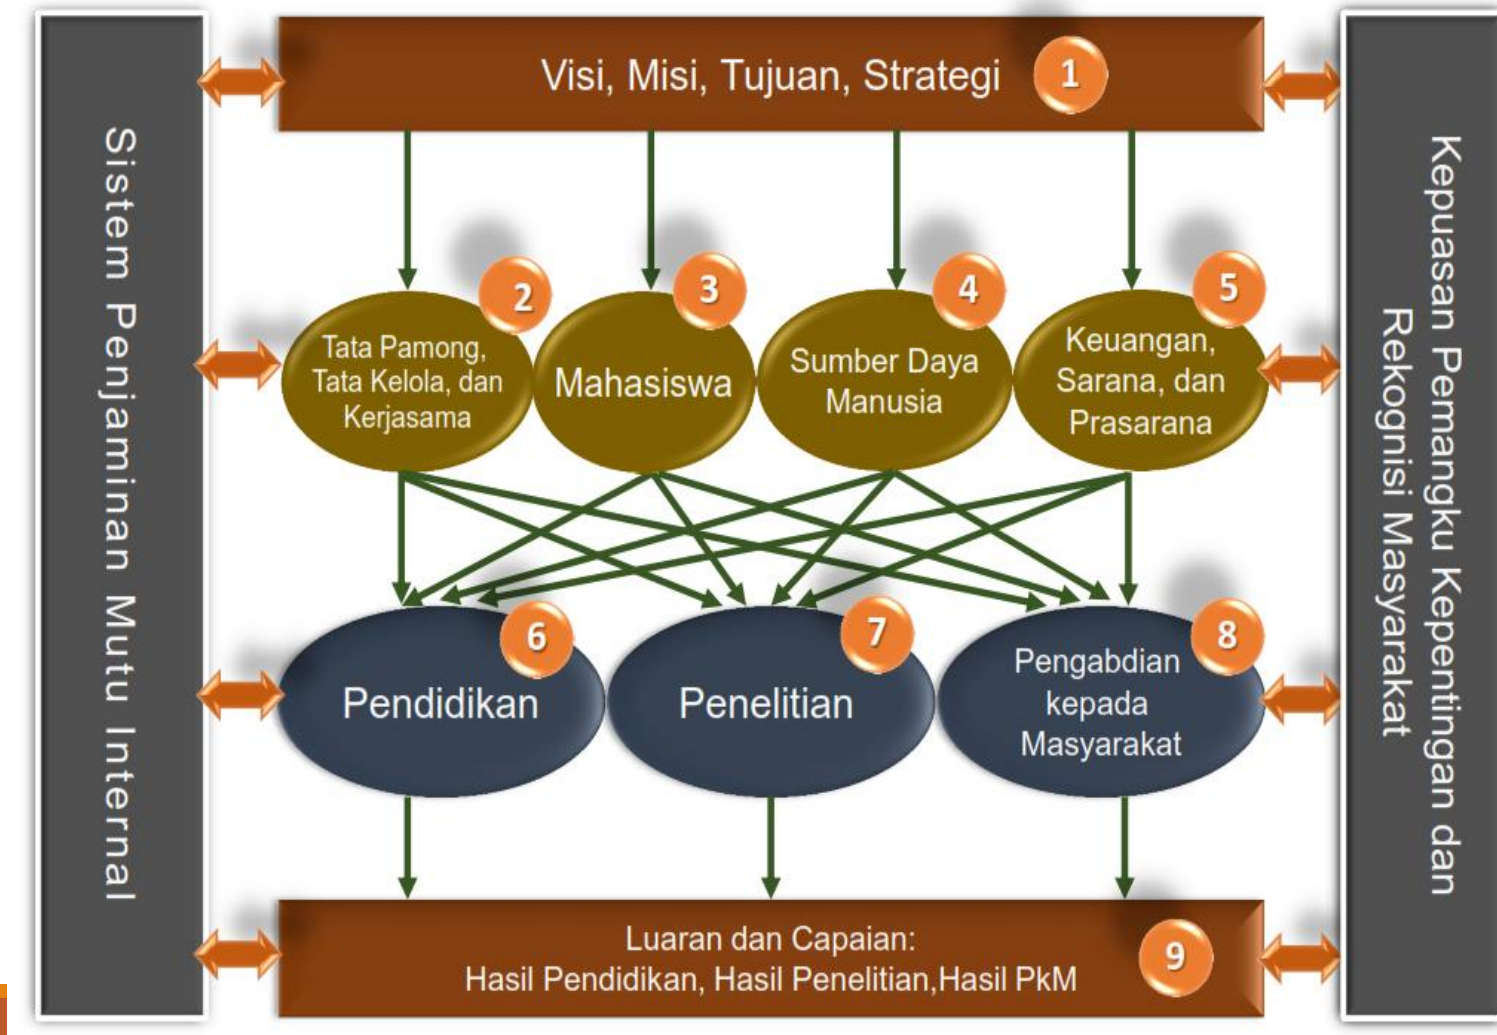 Sistem Penjaminan Mutu Internal
Visi, Misi, Tujuan, Strategi
1
2
Tata Pamong,
Tata Kelola, dan
Kerjasama
3
Mahasiswa
4
Sumber Daya
Manusia
5
Keuangan,
Sarana, dan
Prasarana
6
Pendidikan
7
Penelitian
8
Pengabdian
kepada
Masyarakat
Luaran dan Capaian:
Hasil Pendidikan, Hasil Penelitian,Hasil PkM
9
Kepuasan Pemangku Kepentingan dan
Rekognisi Masyarakat